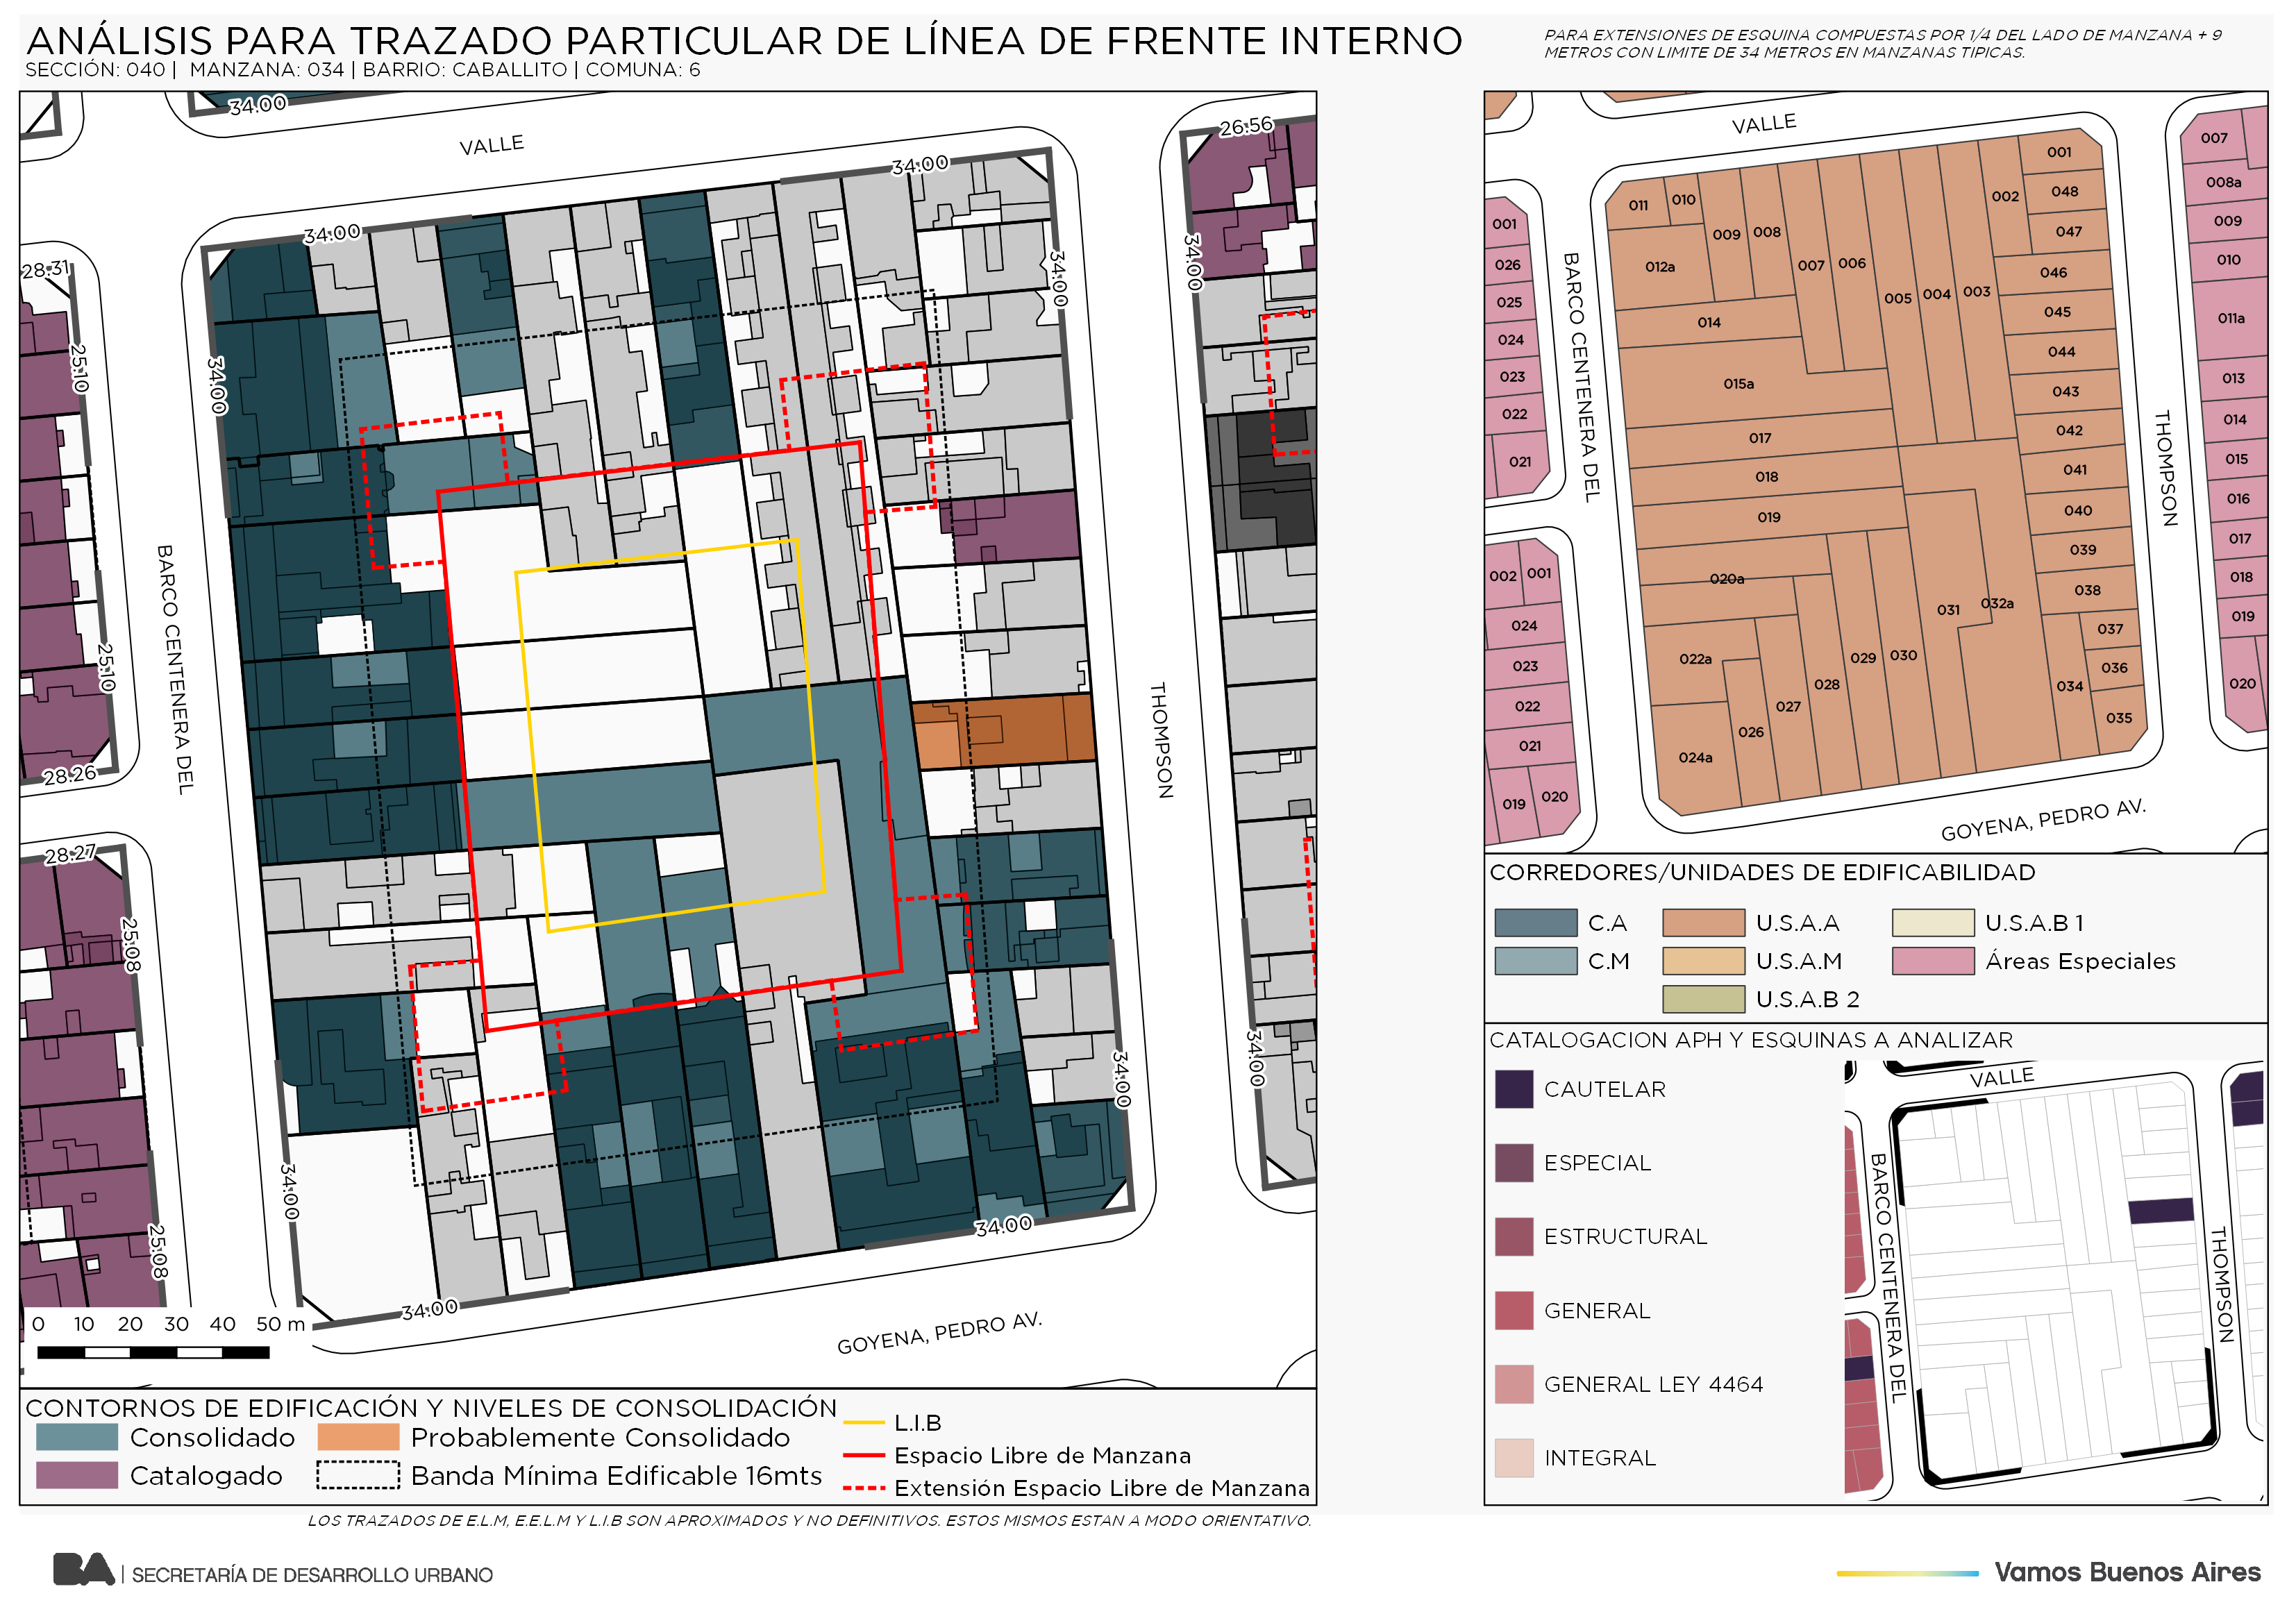 ANÁLISIS PARA TRAZADO PARTICULAR DE LÍNEA DE FRENTE INTERNO
SECCIÓN: 040 | MANZANA: 034 | BARRIO: CABALLITO | COMUNA: 6
PARA EXTENSIONES DE ESQUINA COMPUESTAS POR 1/4 DEL LADO DE MANZANA + 9
METROS CON LIMITE DE 34 METROS EN MANZANAS TIPICAS.
34.00
VALLE
34.00
26.56
34.00
28.31
25.10
34.00
34.00
34.00
BARCO CENTENERA DEL
25.10
THOMPSON
28.26
28.27
25.08
34.00
34.00
34.00
25.08
34.00
34.00
GOYENA, PEDRO AV.
0 10 20 30 40 50 m
CONTORNOS DE EDIFICACIÓN Y NIVELES DE CONSOLIDACIÓN
Consolidado
Probablemente Consolidado
Catalogado
Banda Mínima Edificable 16mts
L.I.B
Espacio Libre de Manzana
Extensión Espacio Libre de Manzana
LOS TRAZADOS DE E.L.M, E.E.L.M Y L.I.B SON APROXIMADOS Y NO DEFINITIVOS. ESTOS MISMOS ESTAN A MODO ORIENTATIVO.
VALLE
BARCO CENTENERA DEL
THOMPSON
GOYENA, PEDRO AV.
001
026
025
024
023
022
021
002 001
024
023
022
021
019 020
011 010
009 008
012a
007 006
005 004 003
002
001
048
047
046
045
044
043
042
041
040
039
038
037
036
035
034
014
015a
017
018
019
020a
022a
024a
026
027
028
029 030
031 032a
007
008a
009
010
011a
013
014
015
016
017
018
019
020
CORREDORES/UNIDADES DE EDIFICABILIDAD
C.A
U.S.A.A
U.S.A.B 1
C.M
U.S.A.M
Áreas Especiales
U.S.A.B 2
CATALOGACION APH Y ESQUINAS A ANALIZAR
CAUTELAR
ESPECIAL
ESTRUCTURAL
GENERAL
GENERAL LEY 4464
INTEGRAL
VALLE
BARCO CENTENERA DEL
THOMPSON
BA | SECRETARÍA DE DESARROLLO URBANO
Vamos Buenos Aires